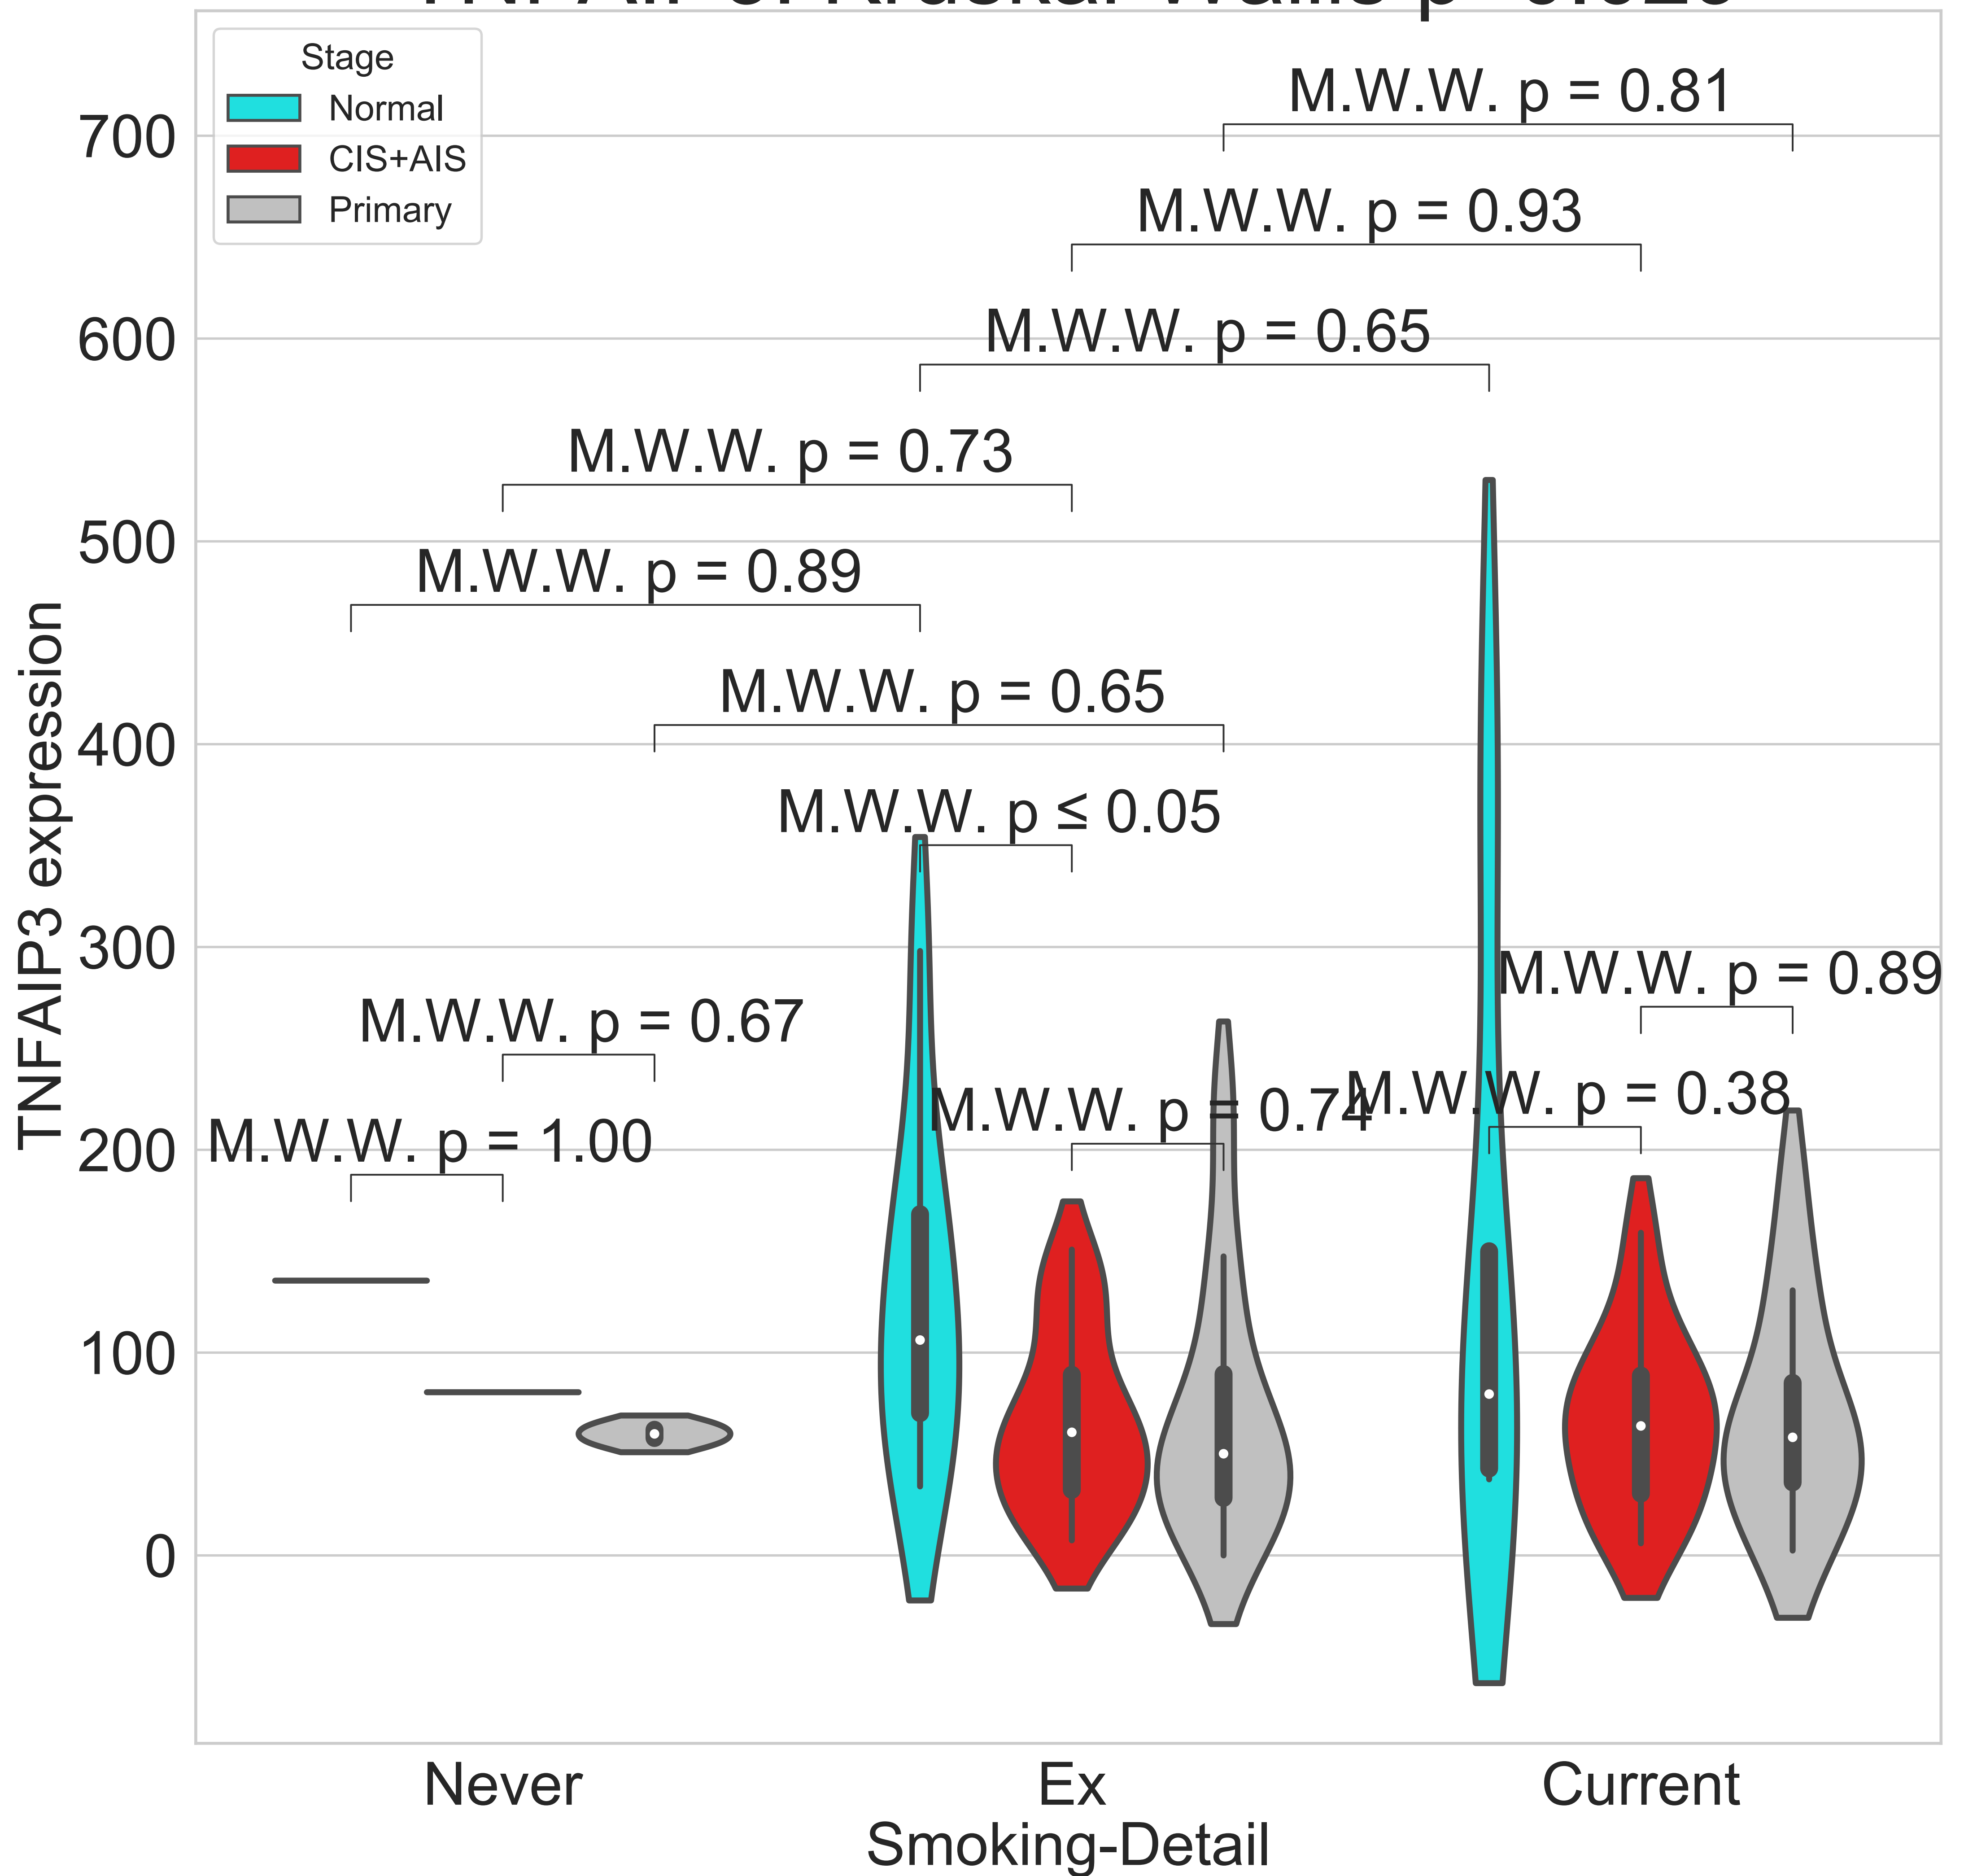 Stage
Normal
CIS+AIS
Primary
M.W.W. p = 0.81
M.W.W. p = 0.93
M.W.W. p = 0.65
M.W.W. p = 0.73
M.W.W. p = 0.89
M.W.W. p = 0.65
M.W.W. p ≤ 0.05
M.W.W. p = 0.89
M.W.W. p = 0.67
M.W.W. p = 0.74
M.W.W. p = 0.38
M.W.W. p = 1.00
700
600
500
400
300
200
100
0
TNFAIP3 expression
Never
Ex
Current
Smoking-Detail